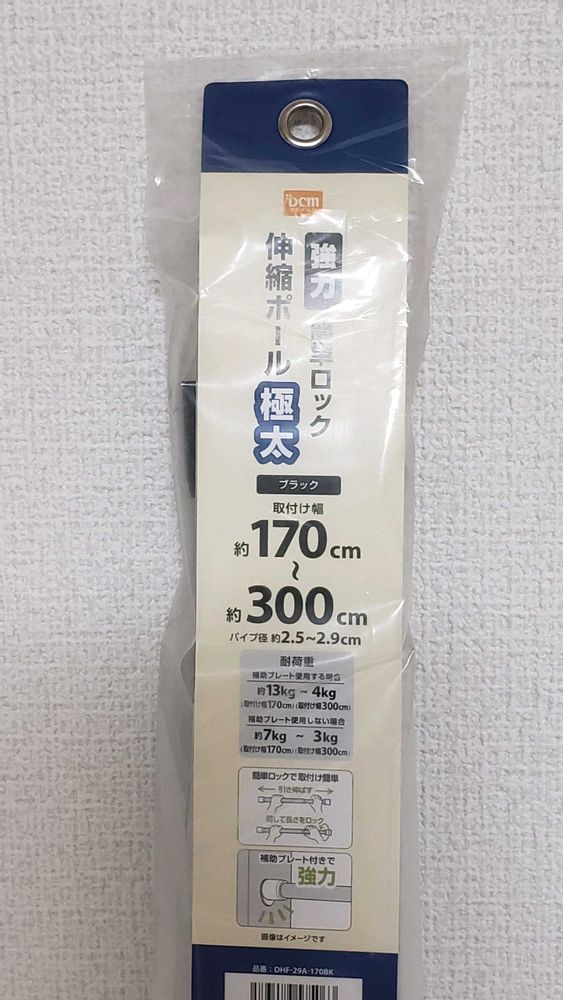 DCM
強力
簡単ロック
伸縮ポール 極太
ブラック
取付け幅
約170cm
~
約300cm
パイプ径 約2.5~2.9cm
耐荷重
補助プレート使用する場合
約13kg ~ 4kg
(取付け幅170cm) (取付け幅300cm)
補助プレート使用しない場合
約7kg ~ 3kg
(取付け幅170cm) (取付け幅300cm)
簡単ロックで取付け簡単
引き伸ばす
回して長さをロック
補助プレート付きで
強力
画像はイメージです
品番:DHF-29A-170BK